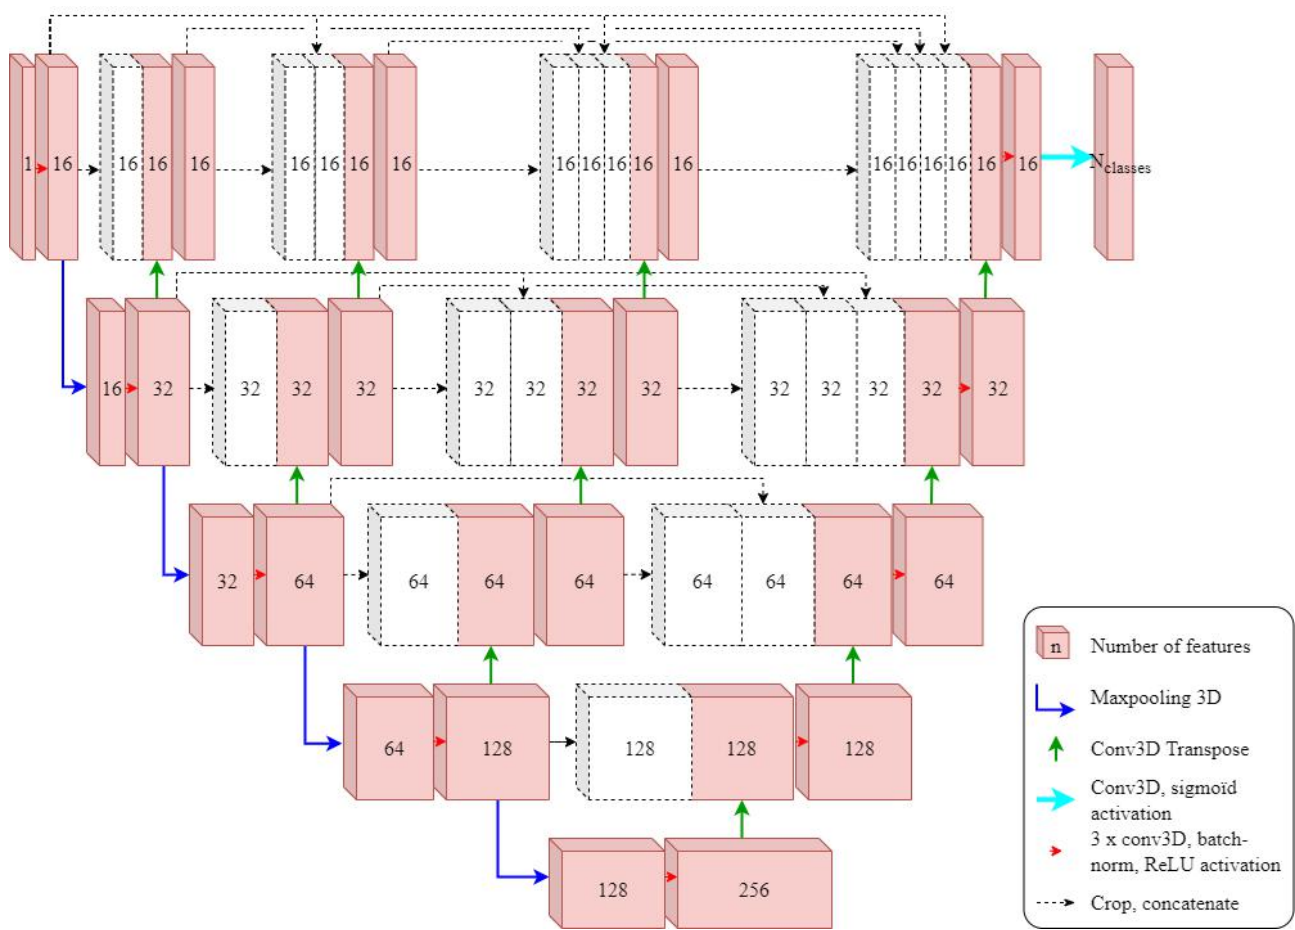 1 16 16 16 16 16 16 16 16 16 16 16 16 16 16 16 16 16 16 16 N_classes
16 32 32 32 32 32 32 32 32 32 32 32 32 32
32 64 64 64 64 64 64 64 64
64 128 128 128 128
128 256
n Number of features
Maxpooling 3D
Conv3D Transpose
Conv3D, sigmoïd
activation
3 x conv3D, batch-
norm, ReLU activation
Crop, concatenate